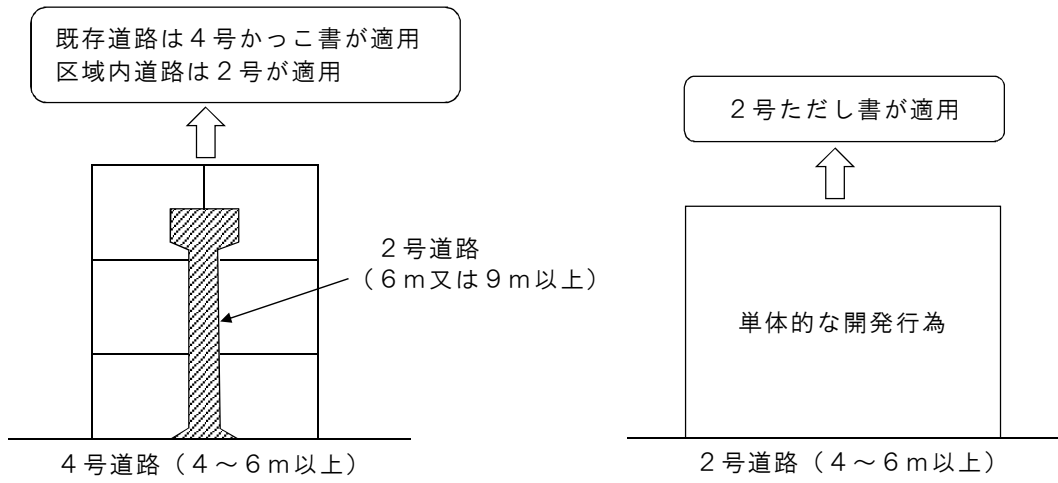 既存道路は４号かっこ書が適用
区域内道路は２号が適用
２号道路
（６ｍ又は９ｍ以上）
４号道路（４～６ｍ以上）
２号ただし書が適用
単体的な開発行為
２号道路（４～６ｍ以上）